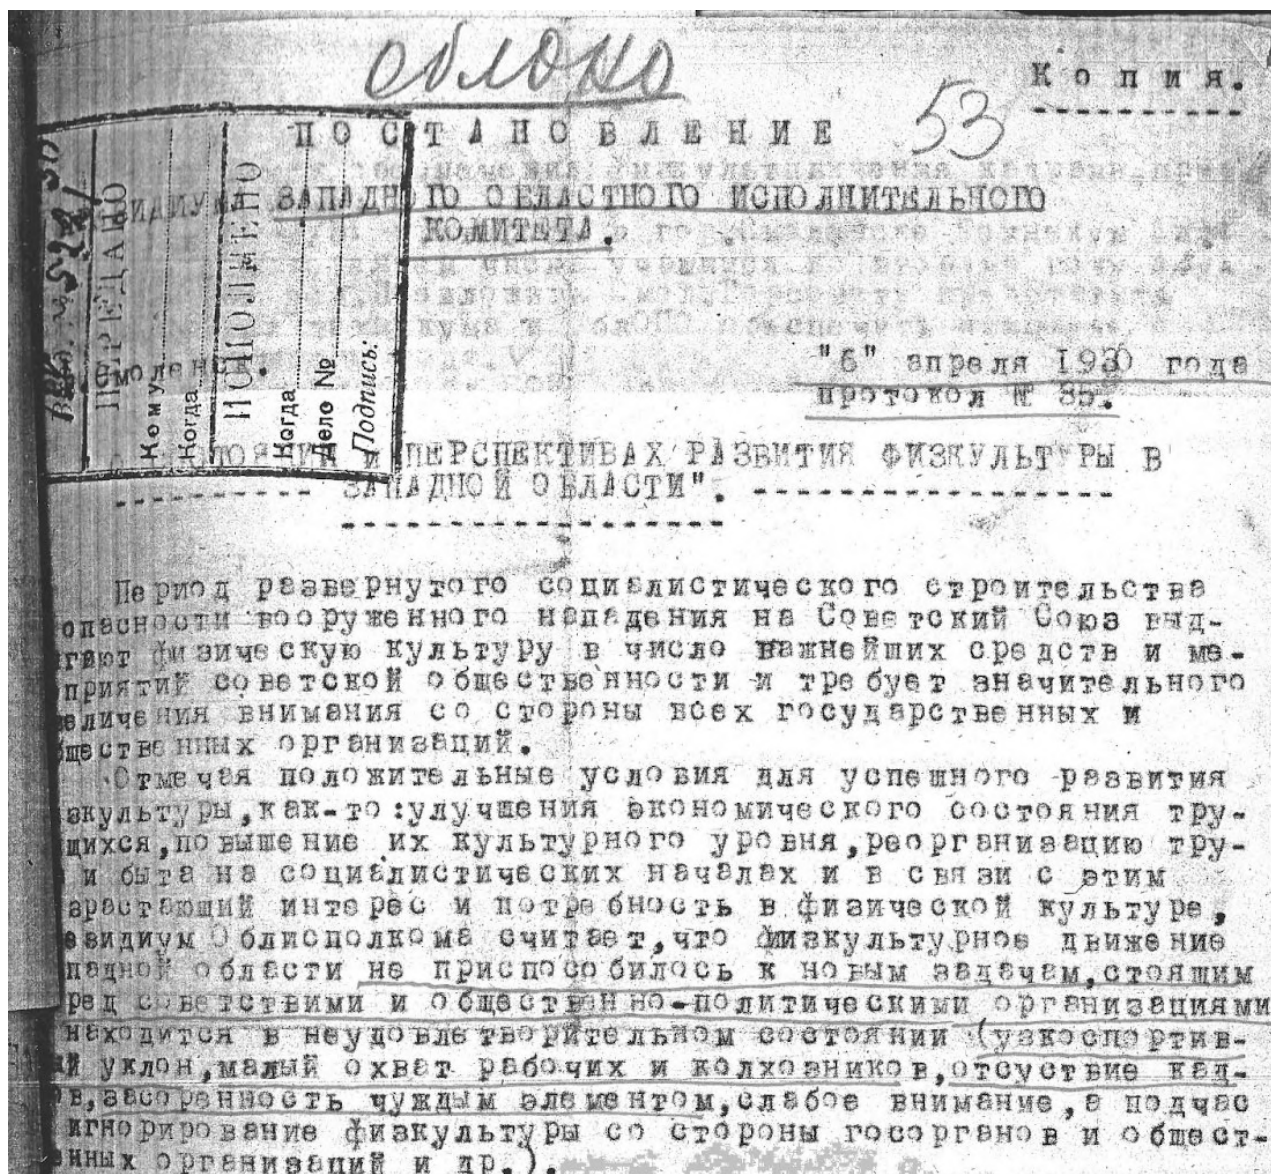 облоно
Копия.
53
ПОСТАНОВЛЕНИЕ
ЗАПАДНОГО ОБЛАСТНОГО ИСПОЛНИТЕЛЬНОГО
КОМИТЕТА.
ПЕРЕДАНО
Кому
Когда
ИСПОЛНЕНО
Когда
Дело №
Подпись:
Смоленск.
"6" апреля 1930 года
протокол № 85.
И ПЕРСПЕКТИВАХ РАЗВИТИЯ ФИЗКУЛЬТУРЫ В
ЗАПАДНОЙ ОБЛАСТИ".
Период развернутого социалистического строительства
опасности вооруженного нападения на Советский Союз выд-
гают физическую культуру в число важнейших средств и ме-
приятий советской общественности и требует значительного
величения внимания со стороны всех государственных и
щественных организаций.
Отмечая положительные условия для успешного развития
зкультуры,как-то:улучшения экономического состояния тру-
щихся,повышение их культурного уровня,реорганизацию тру-
и быта на социалистических началах и в связи с этим
зрастающий интерес и потребность в физической культуре,
езидиум Облисполкома считает,что физкультурное движение
падной области не приспособилось к новым задачам,стоящим
ред советствими и общественно-политическими организациями
находится в неудовлетворительном состоянии (узкоспортив-
й уклон,малый охват рабочих и колхозников,отсуствие кад-
в,засоренность чуждым элементом,слабое внимание,а подчас
игнорирование физкультуры со стороны госорганов и общест-
енных организаций и др.).